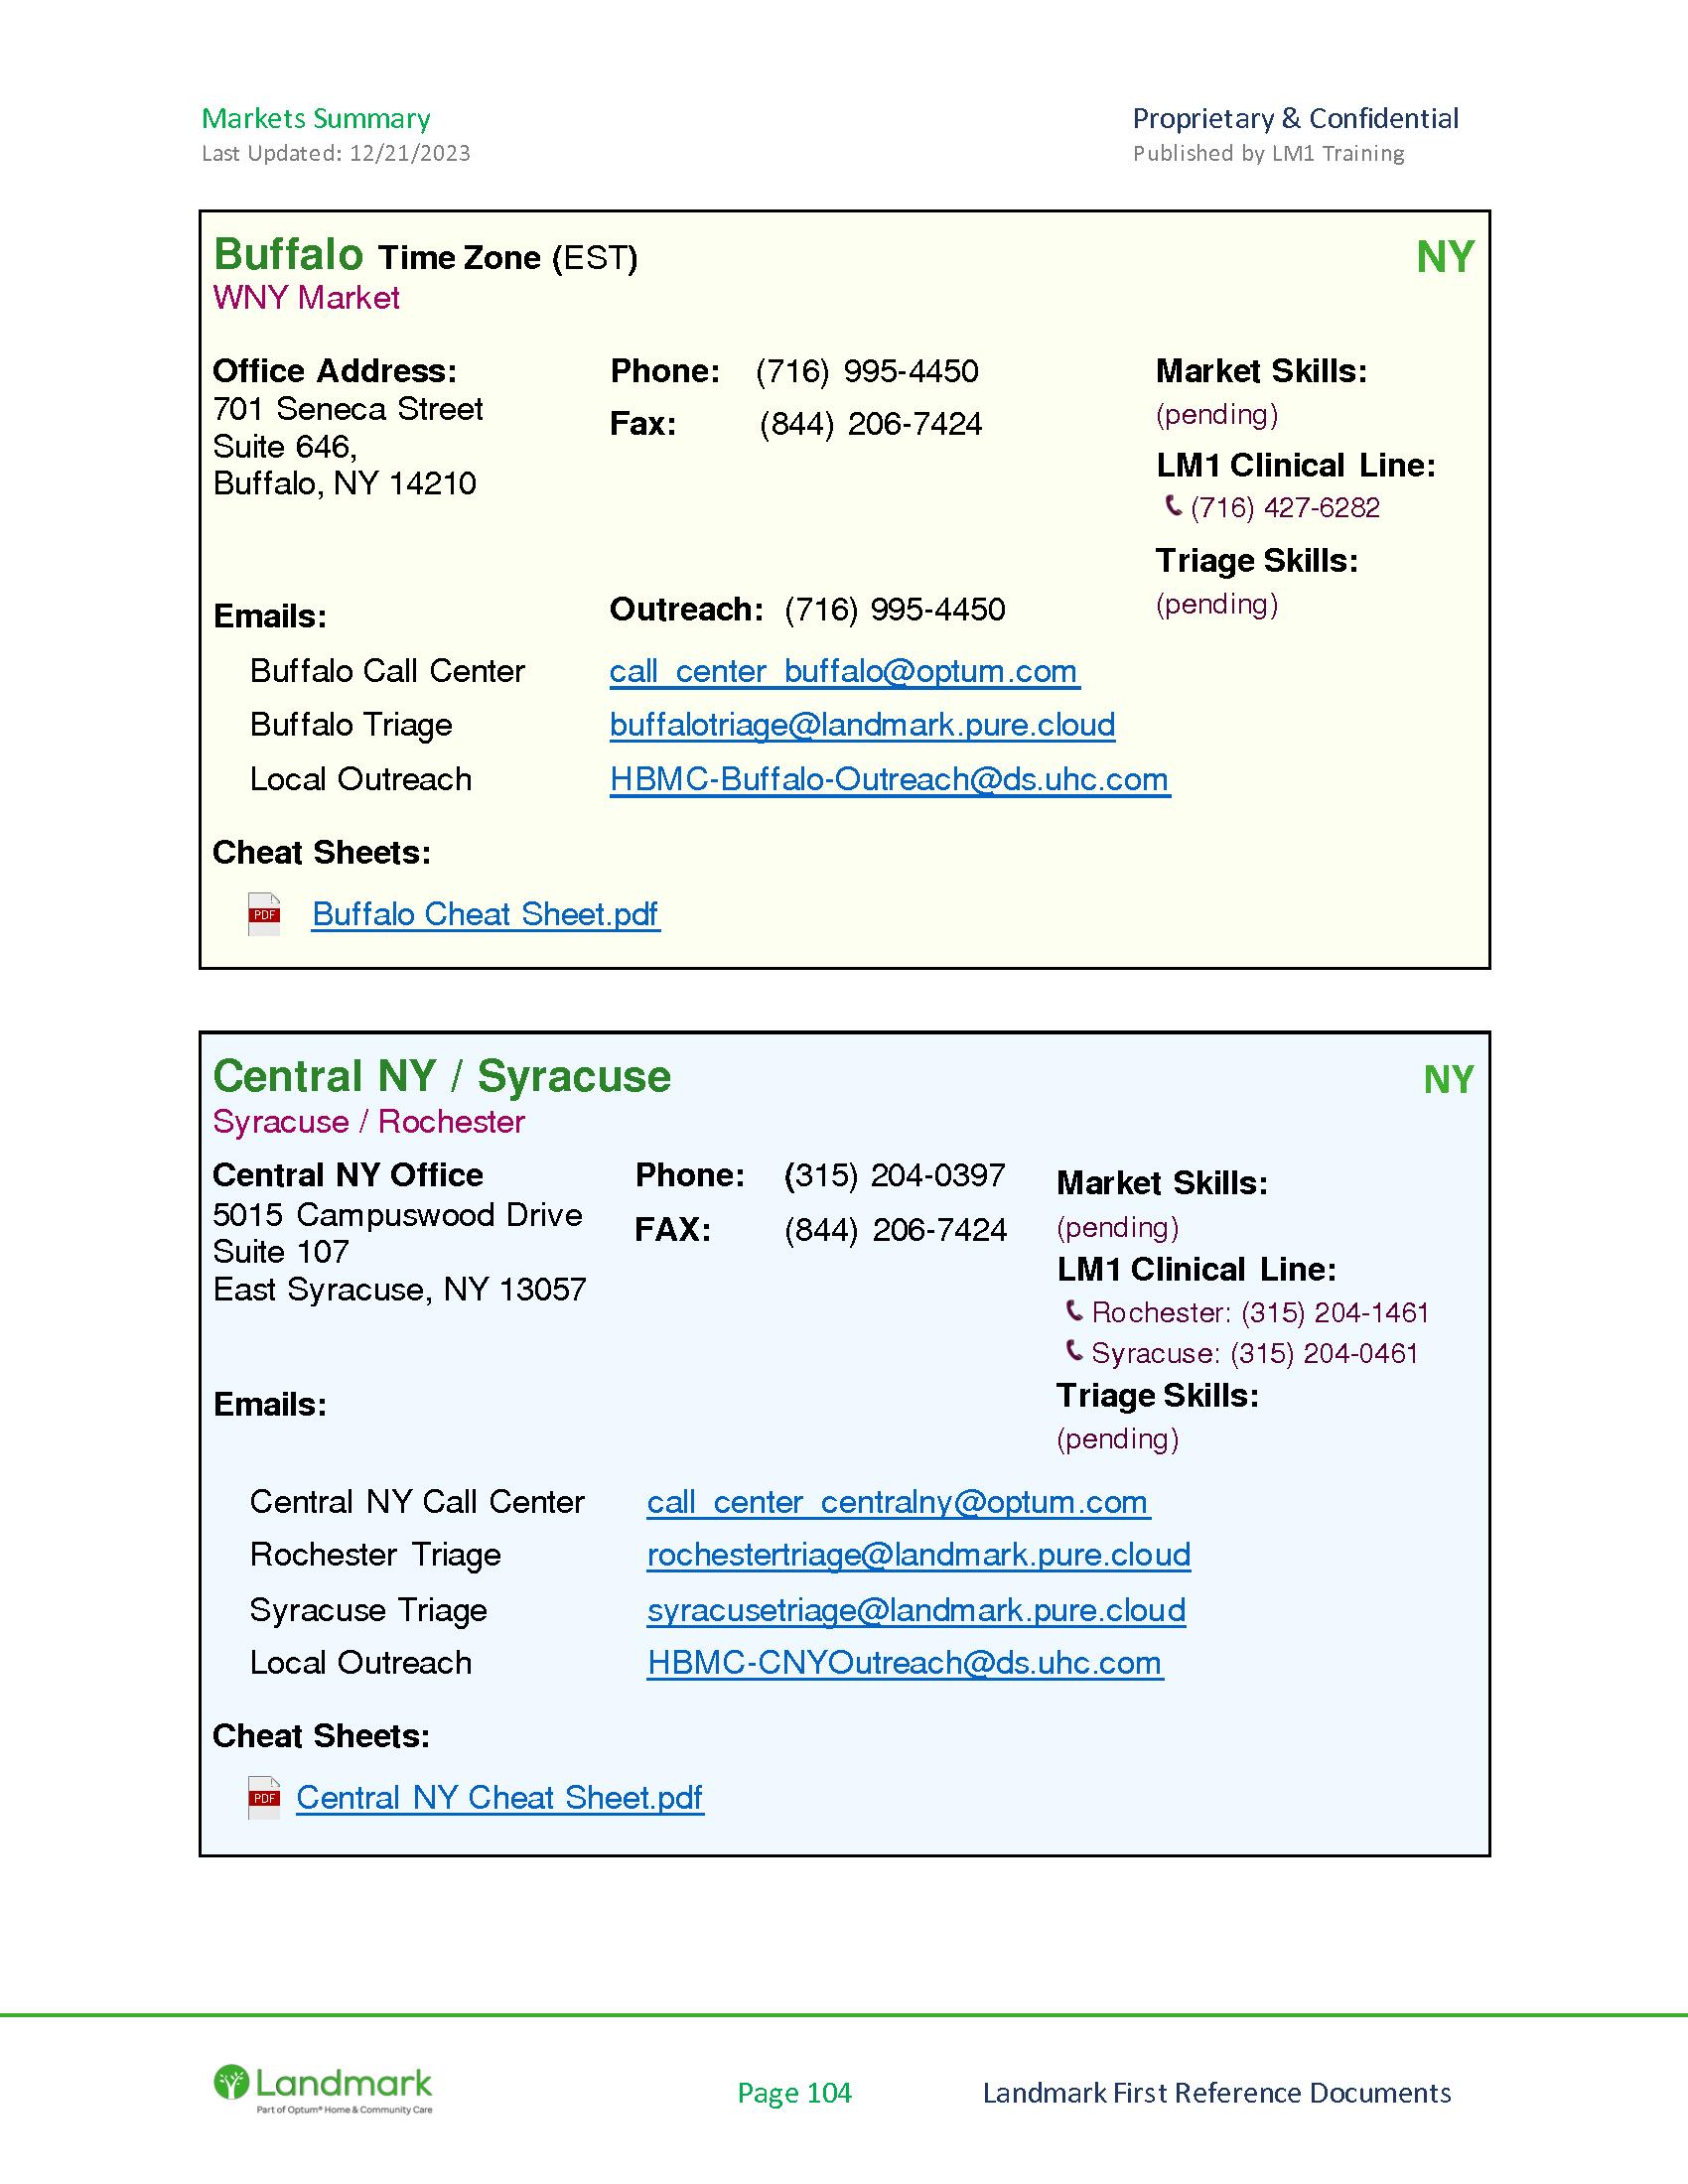 Markets Summary
Proprietary & Confidential
Last Updated: 12/21/2023
Published by LM1 Training
Buffalo Time Zone (EST)
NY
WNY Market
Office Address:
701 Seneca Street
Suite 646,
Buffalo, NY 14210
Phone: (716) 995-4450
Fax: (844) 206-7424
Market Skills:
(pending)
LM1 Clinical Line:
(716) 427-6282
Triage Skills:
(pending)
Emails:
Outreach: (716) 995-4450
Buffalo Call Center call_center_buffalo@optum.com
Buffalo Triage buffalotriage@landmark.pure.cloud
Local Outreach HBMC-Buffalo-Outreach@ds.uhc.com
Cheat Sheets:
PDF Buffalo Cheat Sheet.pdf
Central NY / Syracuse
NY
Syracuse / Rochester
Central NY Office
5015 Campuswood Drive
Suite 107
East Syracuse, NY 13057
Phone: (315) 204-0397
FAX: (844) 206-7424
Market Skills:
(pending)
LM1 Clinical Line:
Rochester: (315) 204-1461
Syracuse: (315) 204-0461
Triage Skills:
(pending)
Emails:
Central NY Call Center call_center_centralny@optum.com
Rochester Triage rochestertriage@landmark.pure.cloud
Syracuse Triage syracusetriage@landmark.pure.cloud
Local Outreach HBMC-CNYOutreach@ds.uhc.com
Cheat Sheets:
PDF Central NY Cheat Sheet.pdf
Landmark
Part of Optum® Home & Community Care
Page 104
Landmark First Reference Documents